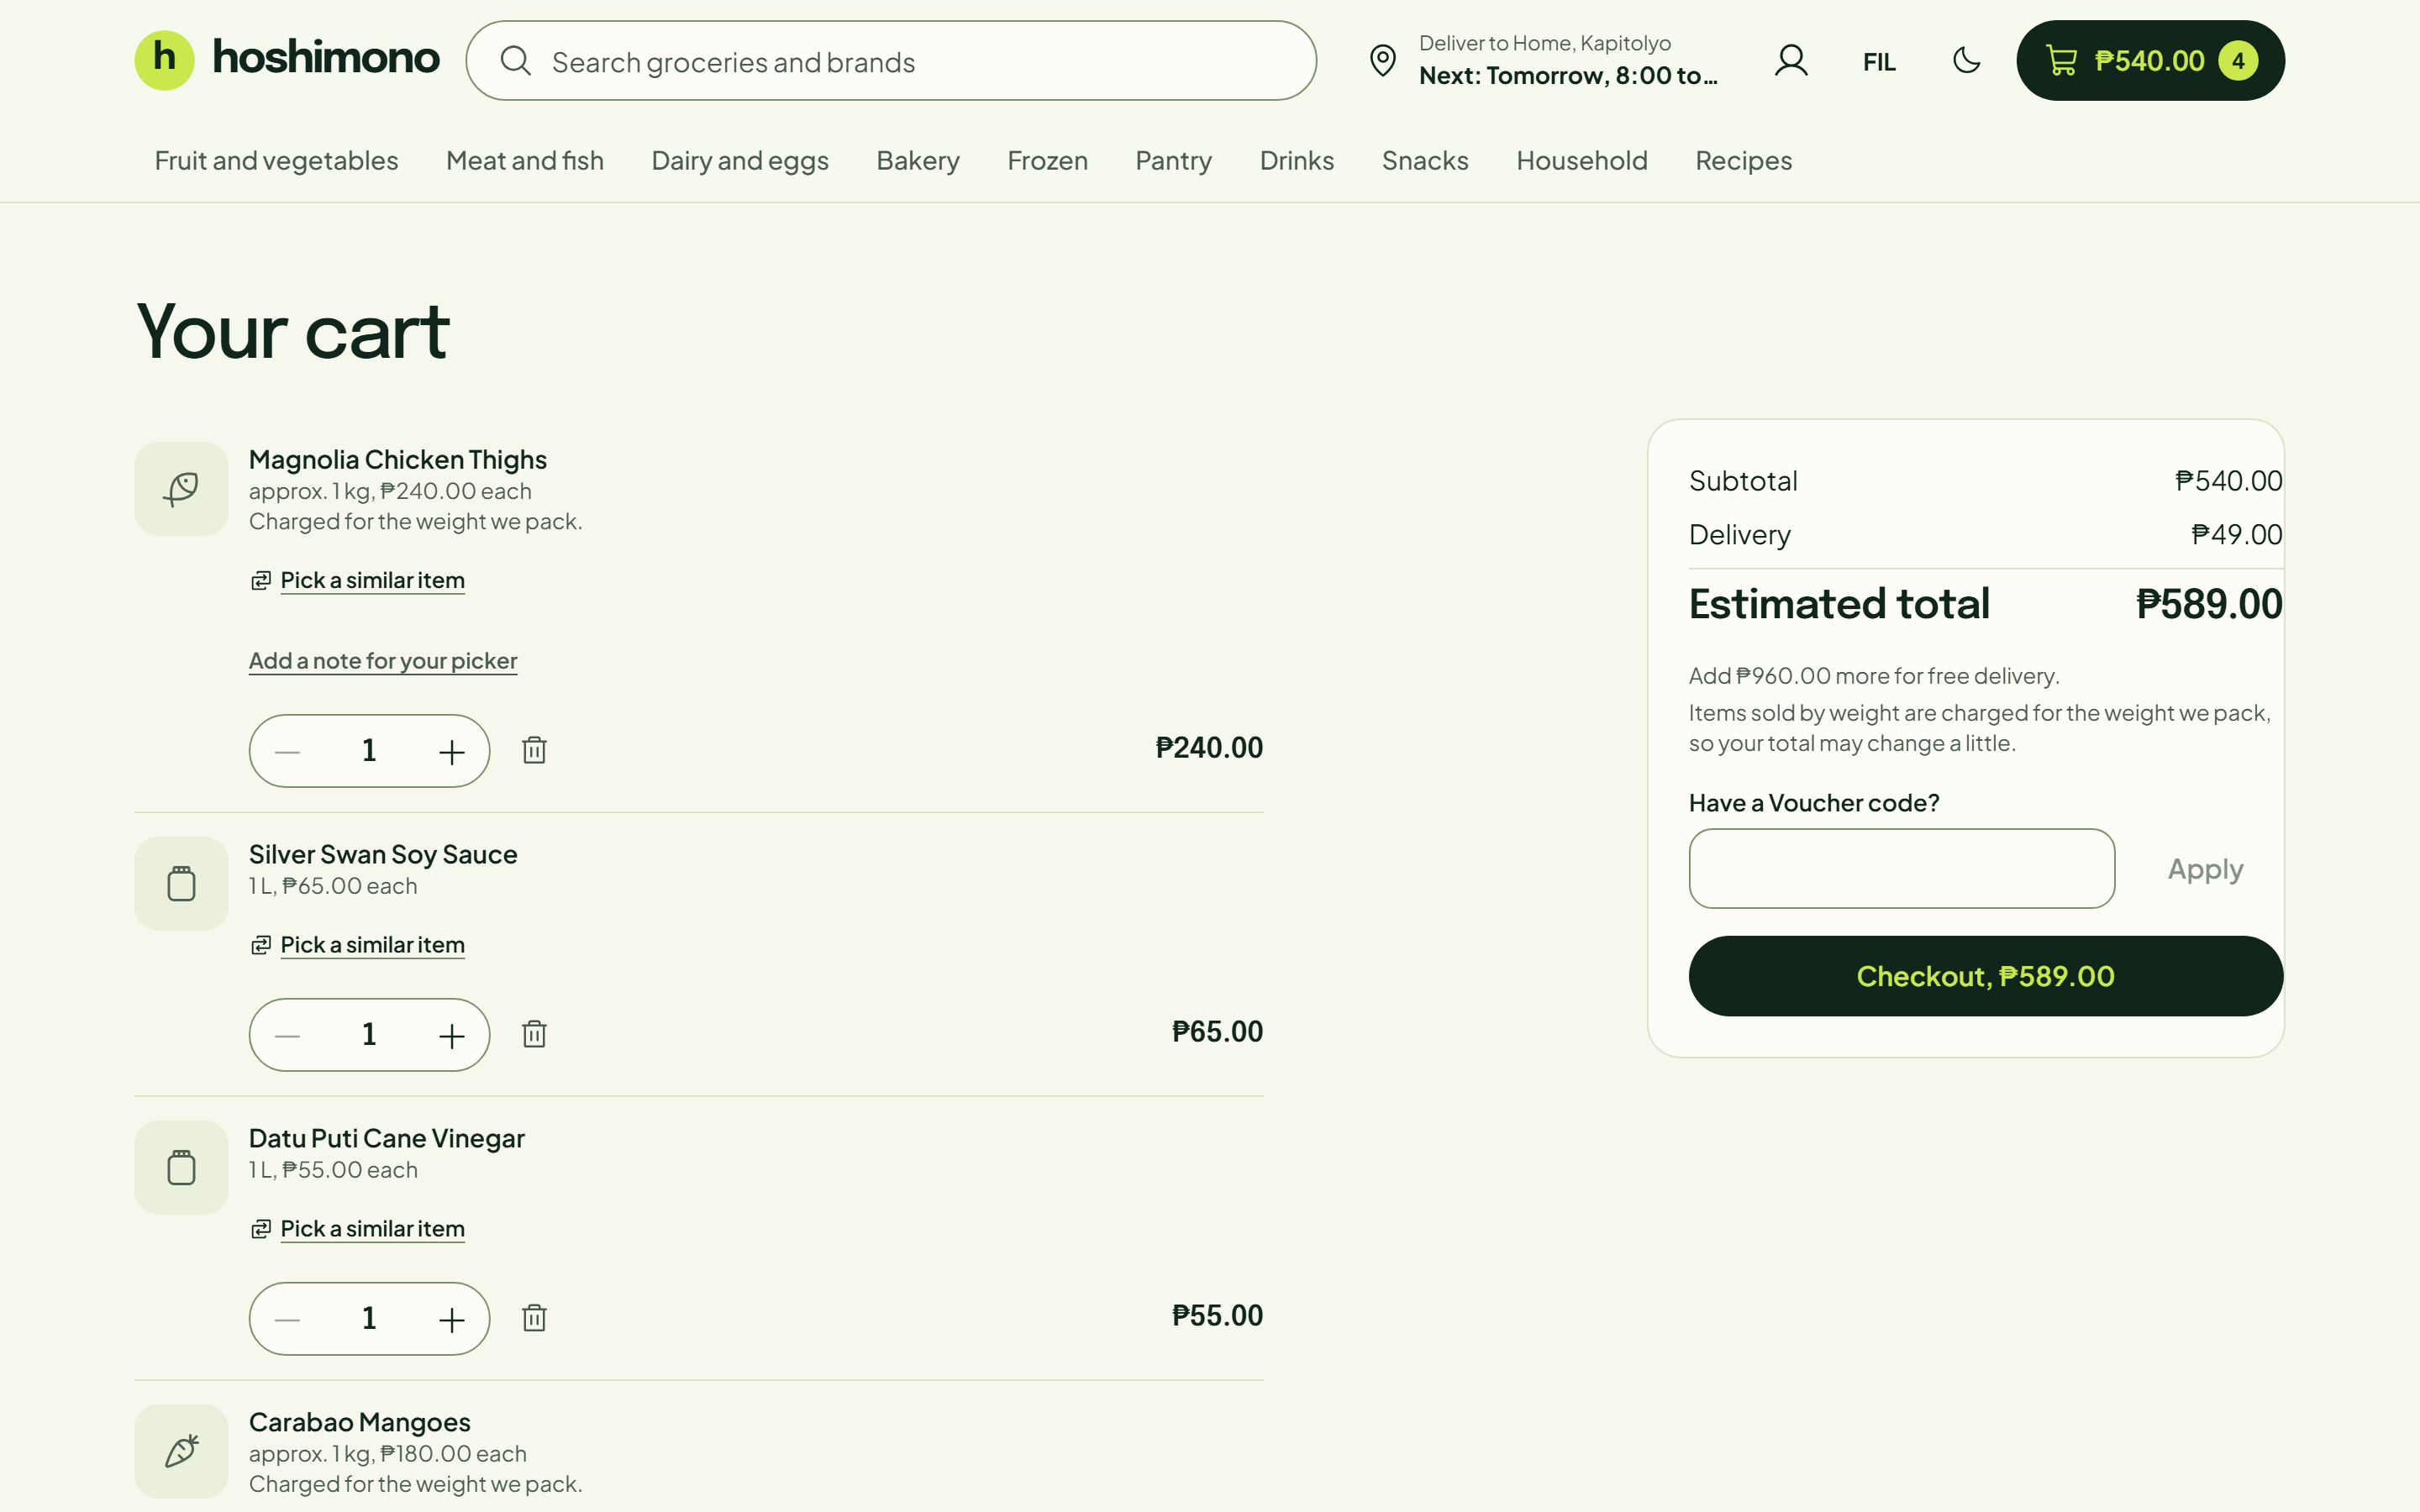 h hoshimono
Search groceries and brands
Deliver to Home, Kapitolyo
Next: Tomorrow, 8:00 to...
FIL
₱540.00 4
Fruit and vegetables Meat and fish Dairy and eggs Bakery Frozen Pantry Drinks Snacks Household Recipes
Your cart
Magnolia Chicken Thighs
approx. 1 kg, ₱240.00 each
Charged for the weight we pack.
Pick a similar item
Add a note for your picker
1
₱240.00
Silver Swan Soy Sauce
1 L, ₱65.00 each
Pick a similar item
1
₱65.00
Datu Puti Cane Vinegar
1 L, ₱55.00 each
Pick a similar item
1
₱55.00
Carabao Mangoes
approx. 1 kg, ₱180.00 each
Charged for the weight we pack.
Subtotal ₱540.00
Delivery ₱49.00
Estimated total ₱589.00
Add ₱960.00 more for free delivery.
Items sold by weight are charged for the weight we pack,
so your total may change a little.
Have a Voucher code?
Apply
Checkout, ₱589.00